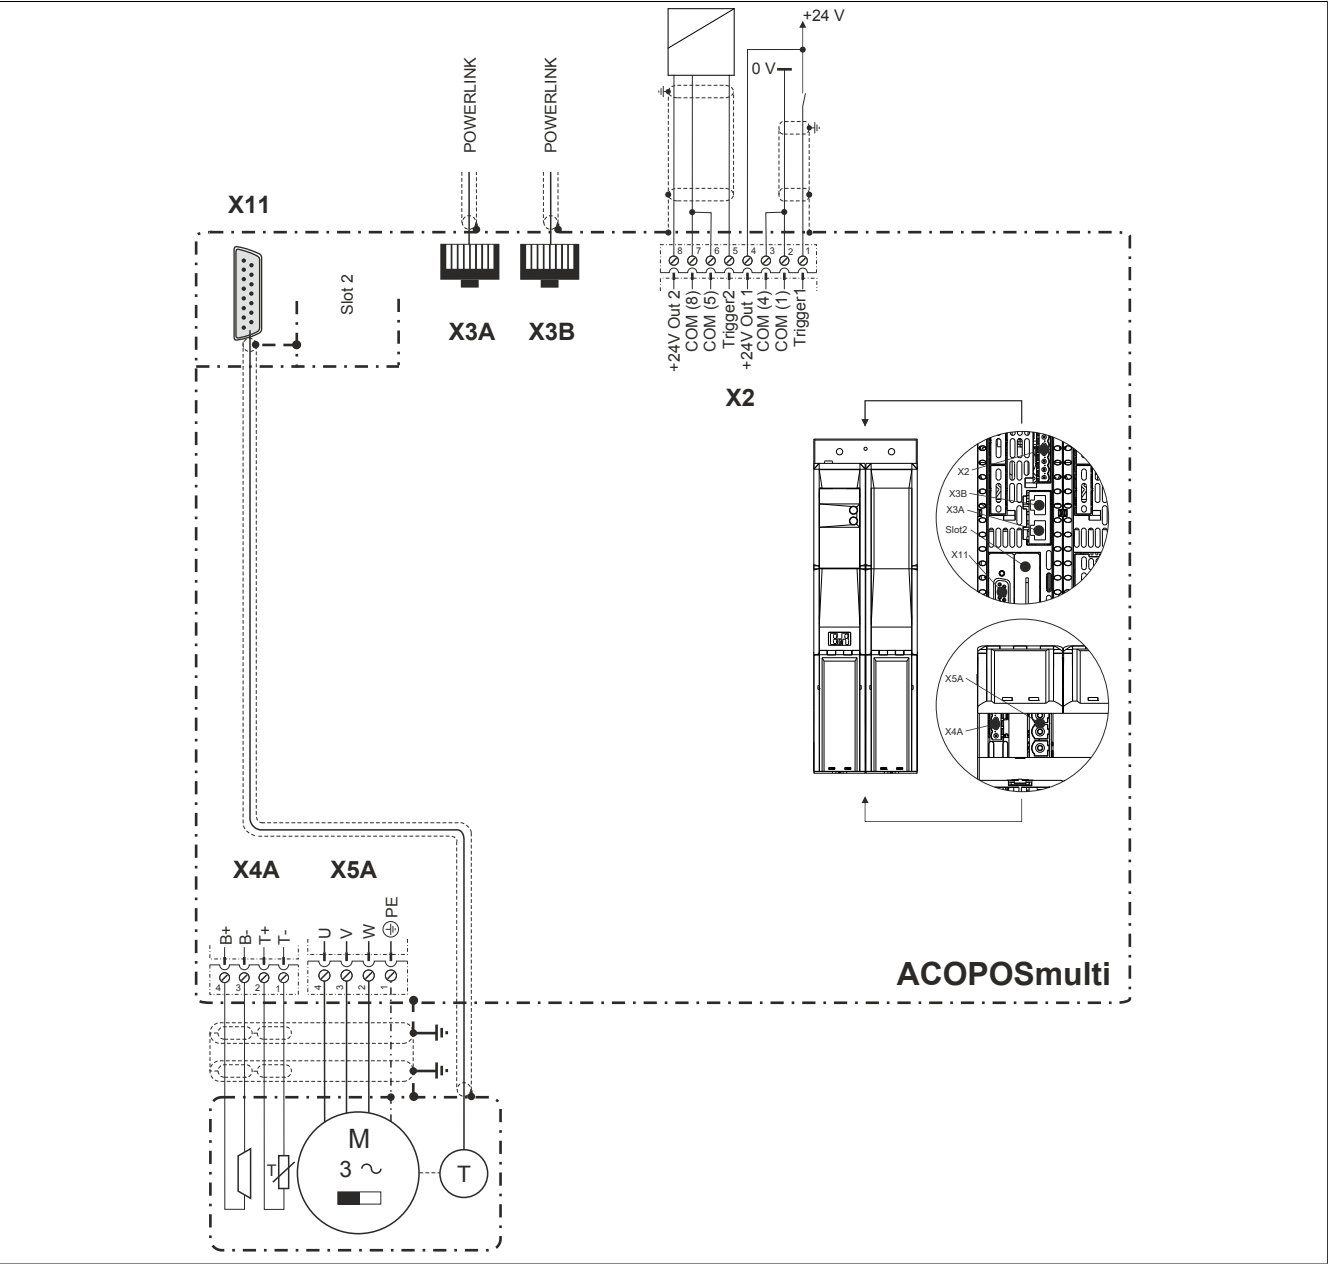 +24 V
0 V
POWERLINK
POWERLINK
X11
Slot 2
X3A
X3B
8
7
6
5
4
3
2
1
+24V Out 2
COM (8)
COM (5)
Trigger2
+24V Out 1
COM (4)
COM (1)
Trigger1
X2
X2
X3B
X3A
Slot2
X11
X5A
X4A
X4A
X5A
B+
B-
T+
T-
U
V
W
PE
4
3
2
1
4
3
2
1
ACOPOSmulti
T
M
3 ~
T